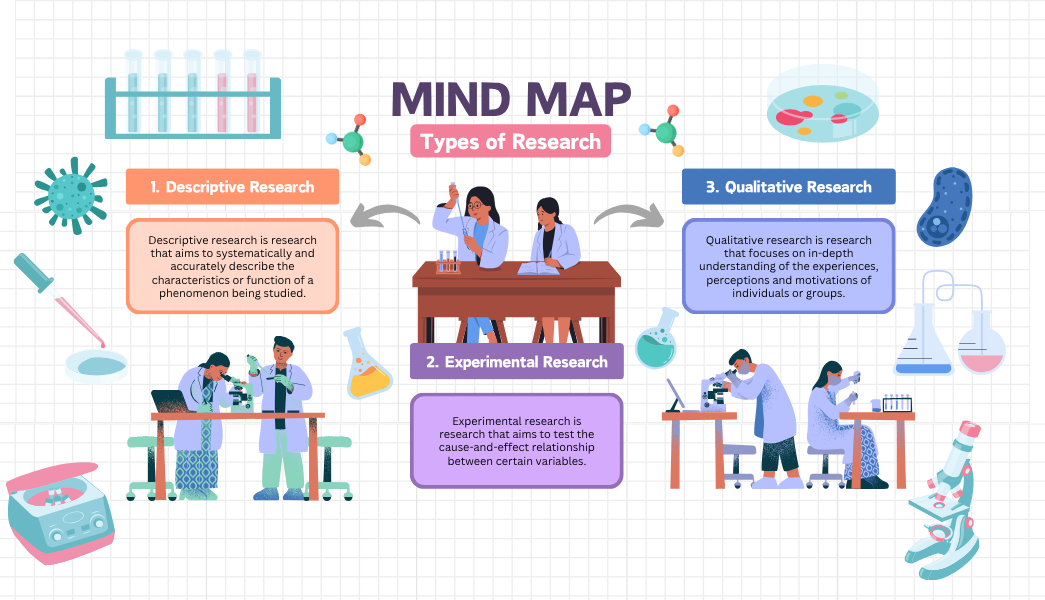 MIND MAP
Types of Research
1. Descriptive Research
Descriptive research is research
that aims to systematically and
accurately describe the
characteristics or function of a
phenomenon being studied.
2. Experimental Research
Experimental research is
research that aims to test the
cause-and-effect relationship
between certain variables.
3. Qualitative Research
Qualitative research is research
that focuses on in-depth
understanding of the experiences,
perceptions and motivations of
individuals or groups.